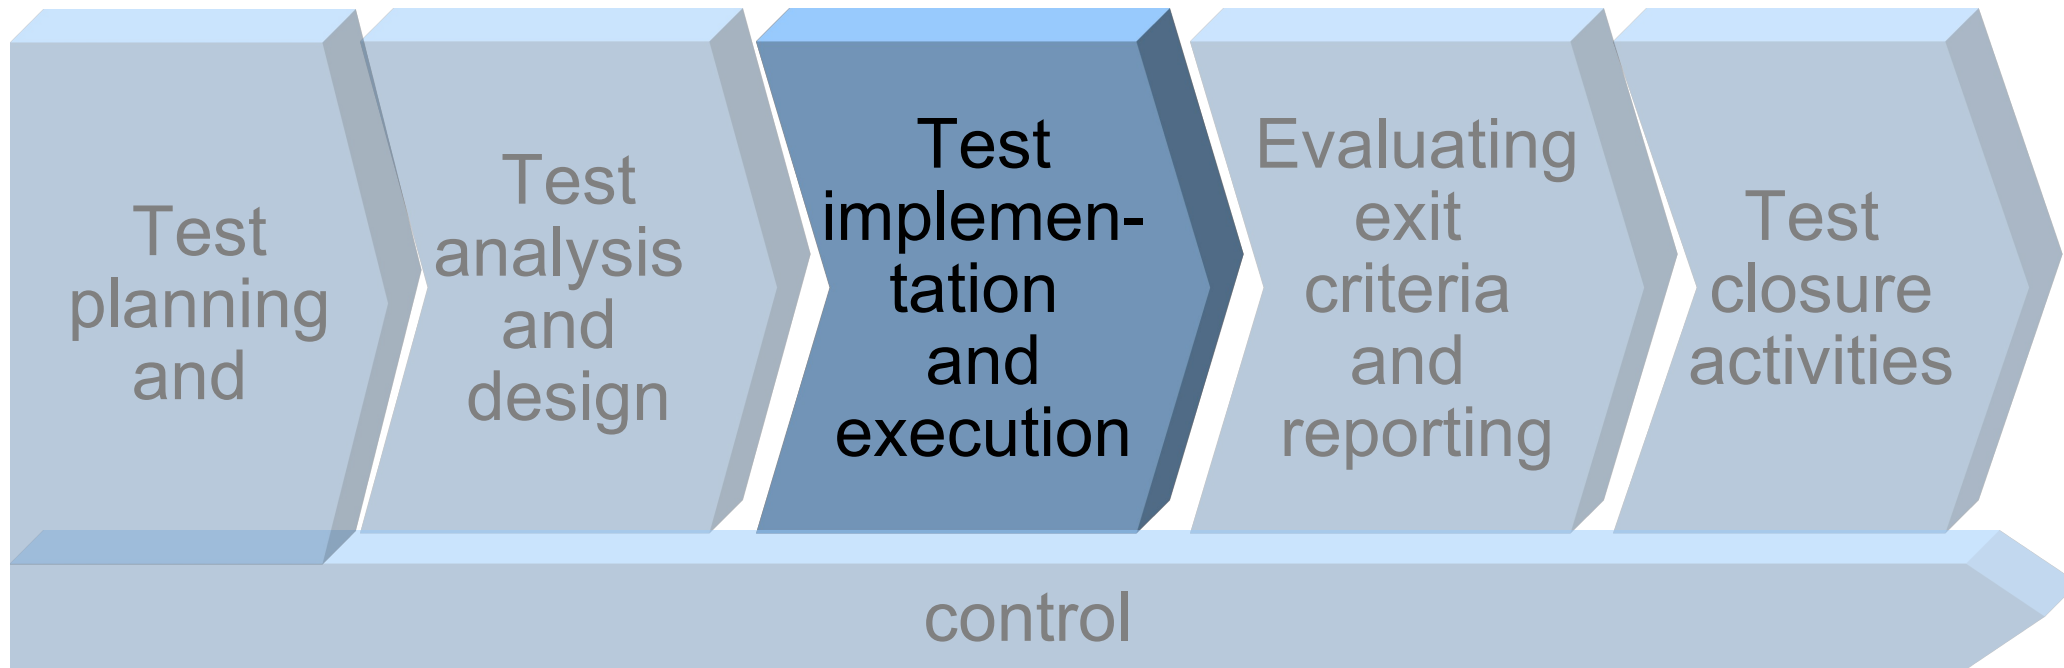 Test
planning
and
Test
analysis
and
design
Test
implemen-
tation
and
execution
Evaluating
exit
criteria
and
reporting
Test
closure
activities
control